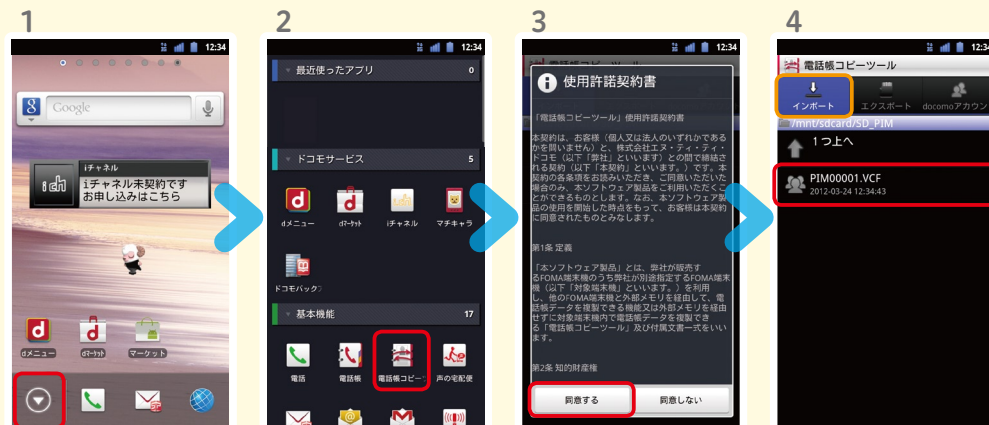 1
12:34
Google
iチャネル
ich
iチャネル未契約です
お申し込みはこちら
dメニュー
dマーケット
マーケット
2
12:34
最近使ったアプリ
0
ドコモサービス
5
dメニュー
dマーケット
iチャネル
マチキャラ
ドコモバック
基本機能
17
電話
電話帳
電話帳コピー
声の宅配便
3
12:34
電話帳コピーツール
使用許諾契約書
「電話帳コピーツール」使用許諾契約書
本契約は、お客様（個人又は法人のいずれかである
かを問いません）と、株式会社エヌ・ティ・ティ・
ドコモ（以下「弊社」といいます）との間で締結さ
れる契約（以下「本契約」といいます。）です。本
契約の各条項をお読みいただき、ご同意いただいた
場合のみ、本ソフトウェア製品をご利用いただくこ
とができるものとします。なお、本ソフトウェア製
品の使用を開始した時点をもって、お客様は本契約
に同意されたものとみなします。
第1条 定義
「本ソフトウェア製品」とは、弊社が販売す
るFOMA端末機のうち弊社が別途指定するFOMA端末
機（以下「対象端末機」といいます。）を利用
し、他のFOMA端末機と外部メモリを経由して、電
話帳データを複製できる機能又は外部メモリを経由
せずに対象端末機内で電話帳データを複製でき
る「電話帳コピーツール」及び付属文書一式をいい
ます。
第2条 知的財産権
同意する
同意しない
4
12:34
電話帳コピーツール
インポート
エクスポート
docomoアカウン
/mnt/sdcard/SD_PIM
1つ上へ
PIM00001.VCF
2012-03-24 12:34:43